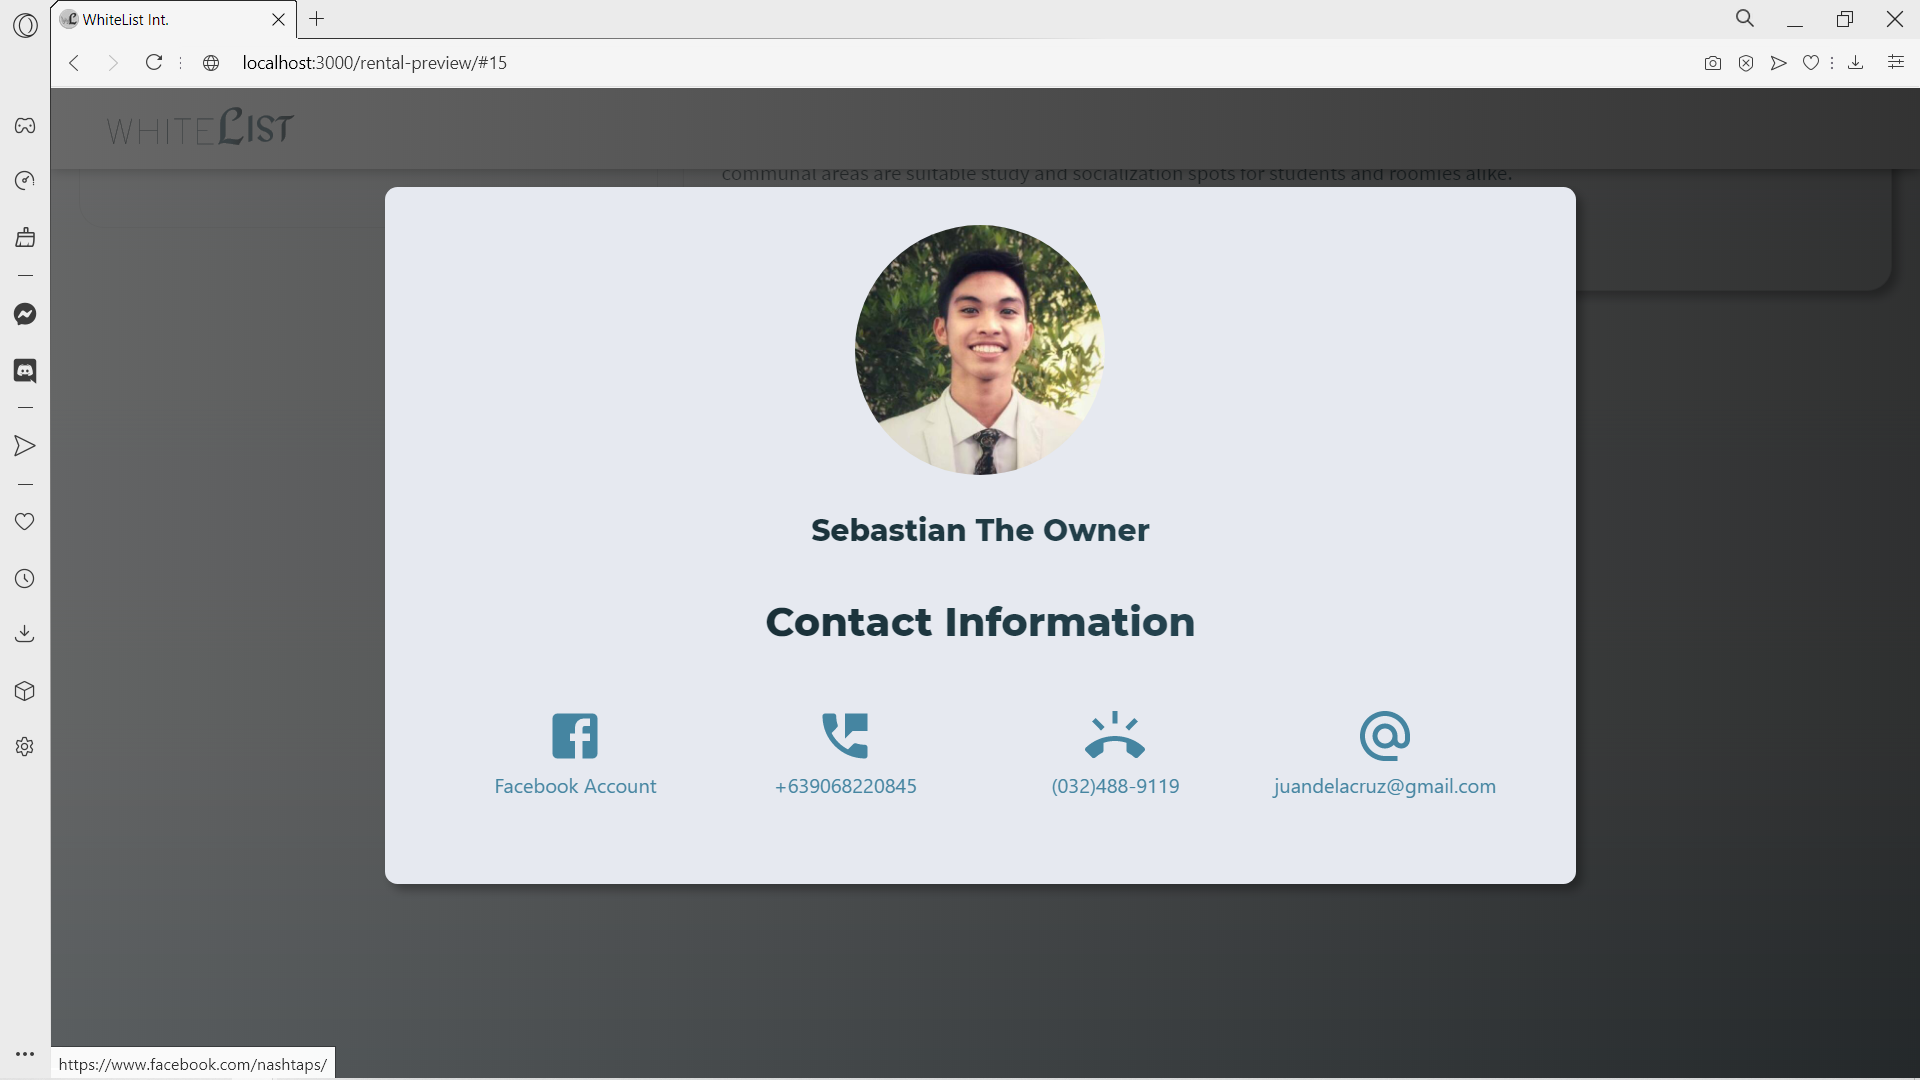 WhiteList Int.
localhost:3000/rental-preview/#15
WHITELIST
communal areas are suitable study and socialization spots for students and roomies alike.
Sebastian The Owner
Contact Information
Facebook Account
+639068220845
(032)488-9119
juandelacruz@gmail.com
https://www.facebook.com/nashtaps/